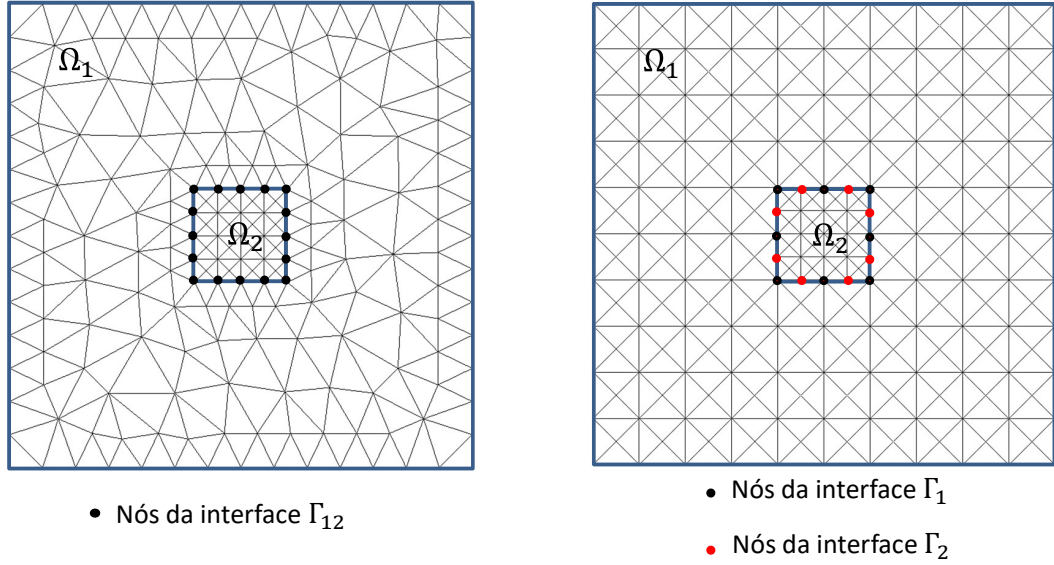 Ω₁
Ω₂
• Nós da interface Γ₁₂
Ω₁
Ω₂
• Nós da interface Γ₁
• Nós da interface Γ₂